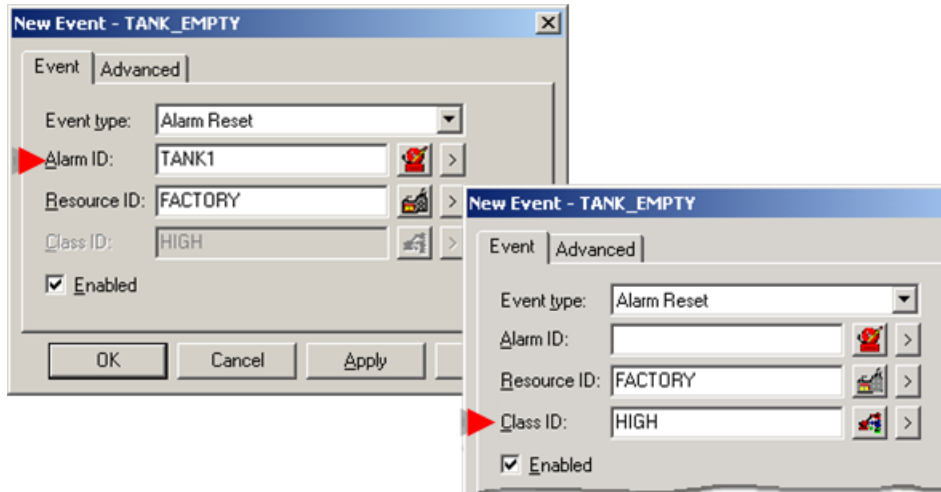 New Event - TANK_EMPTY
Event Advanced
Event type: Alarm Reset
Alarm ID: TANK1 >
Resource ID: FACTORY >
Class ID: HIGH >
Enabled
OK Cancel Apply
New Event - TANK_EMPTY
Event Advanced
Event type: Alarm Reset
Alarm ID: >
Resource ID: FACTORY >
Class ID: HIGH >
Enabled